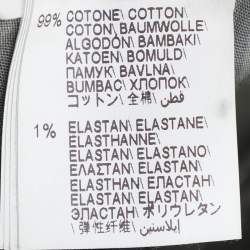 99% COTONE\ COTTON\
COTON\ BAUMWOLLE\
ALGODÓN\ BAMBAKI\
KATOEN\ BOMULD\
ПАМУК\ BAVLNA\
BUMBAC\ ХЛОПОК\
コットン\ 全棉\ قطن\
1% ELASTAN\ ELASTANE\
ELASTHANNE\
ELASTAN\ ELASTANO\
ΕΛΑΣΤΑΝ\ ELASTAN\
ELASTHAN\ ЕЛАСТАН\
ELASTAN\ ELASTAN\
ЭЛАСТАН\ ポリウレタン
\ 弹性纤维\ إيلاستين\